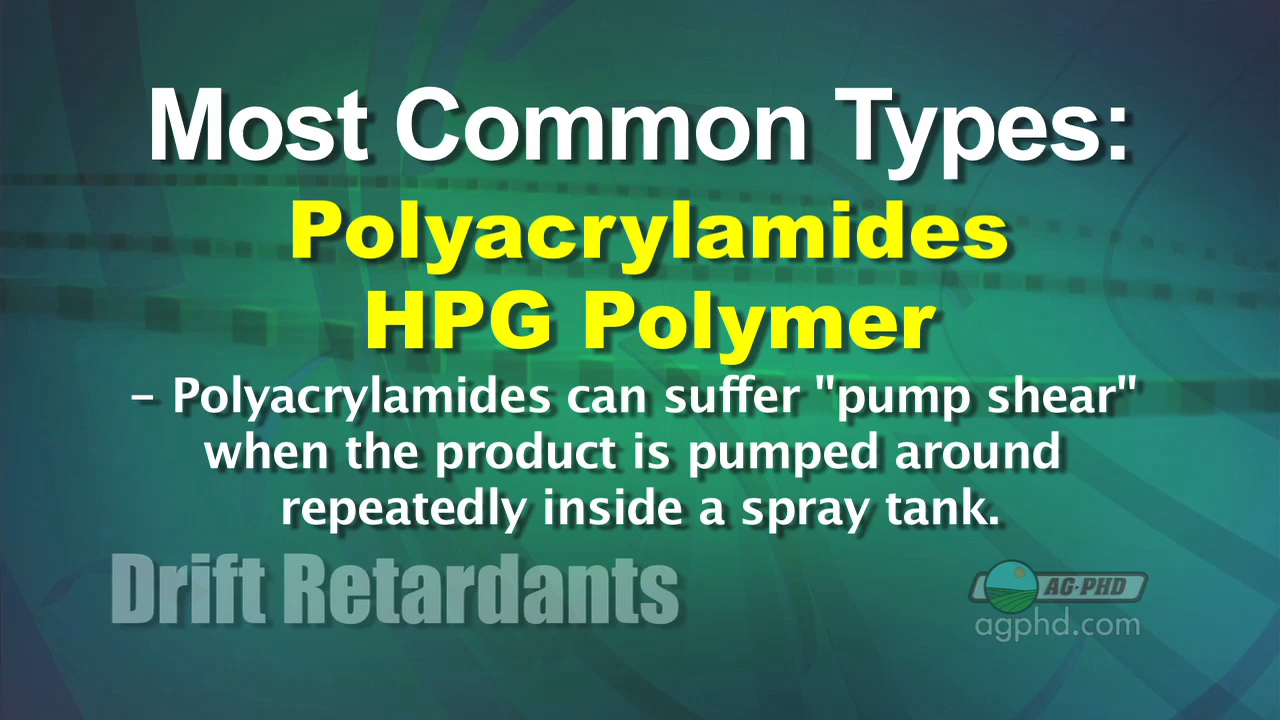 Most Common Types:
Polyacrylamides
HPG Polymer
– Polyacrylamides can suffer "pump shear"
when the product is pumped around
repeatedly inside a spray tank.
Drift Retardants
AG·PHD
agphd.com